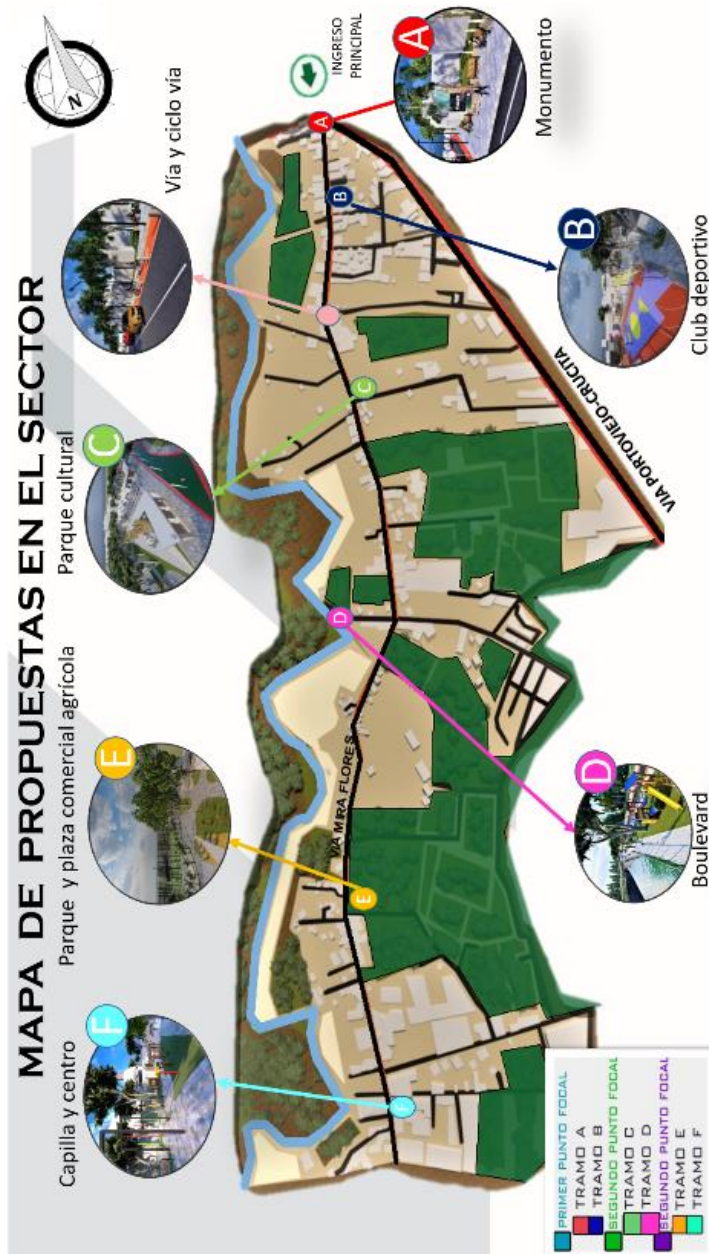 MAPA DE PROPUESTAS EN EL SECTOR
N
Capilla y centro
F
Parque y plaza comercial agrícola
E
Parque cultural
C
Vía y ciclo vía
INGRESO
PRINCIPAL
A
B
C
D
E
F
VIA MIRA FLORES
VIA PORTOVIEJO-CRUCITA
D
Boulevard
B
Club deportivo
A
Monumento
PRIMER PUNTO FOCAL
TRAMO A
TRAMO B
SEGUNDO PUNTO FOCAL
TRAMO C
TRAMO D
SEGUNDO PUNTO FOCAL
TRAMO E
TRAMO F